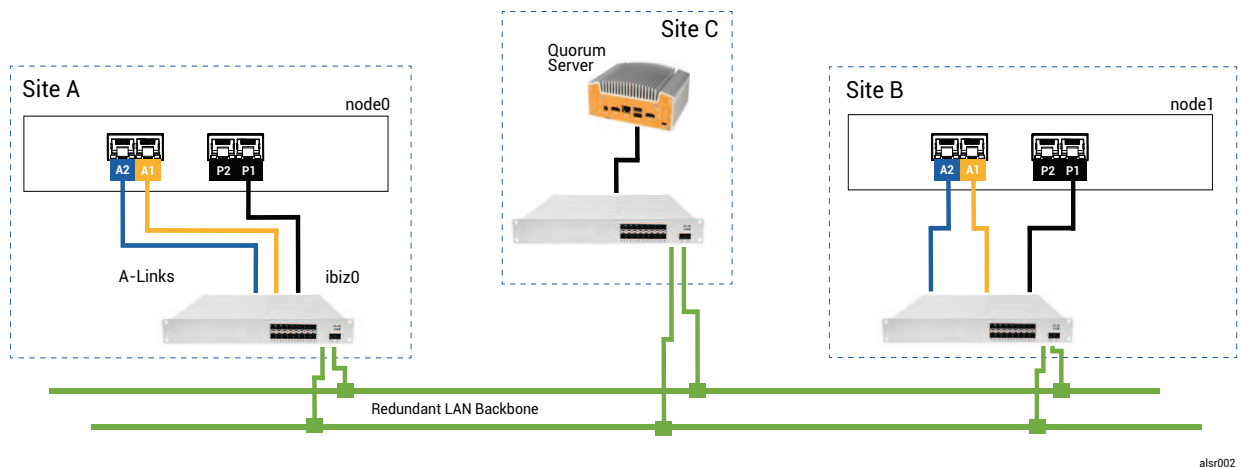 Site C
Quorum
Server
Site A
node0
A2 A1 P2 P1
A-Links
ibiz0
Site B
node1
A2 A1 P2 P1
Redundant LAN Backbone
alsr002